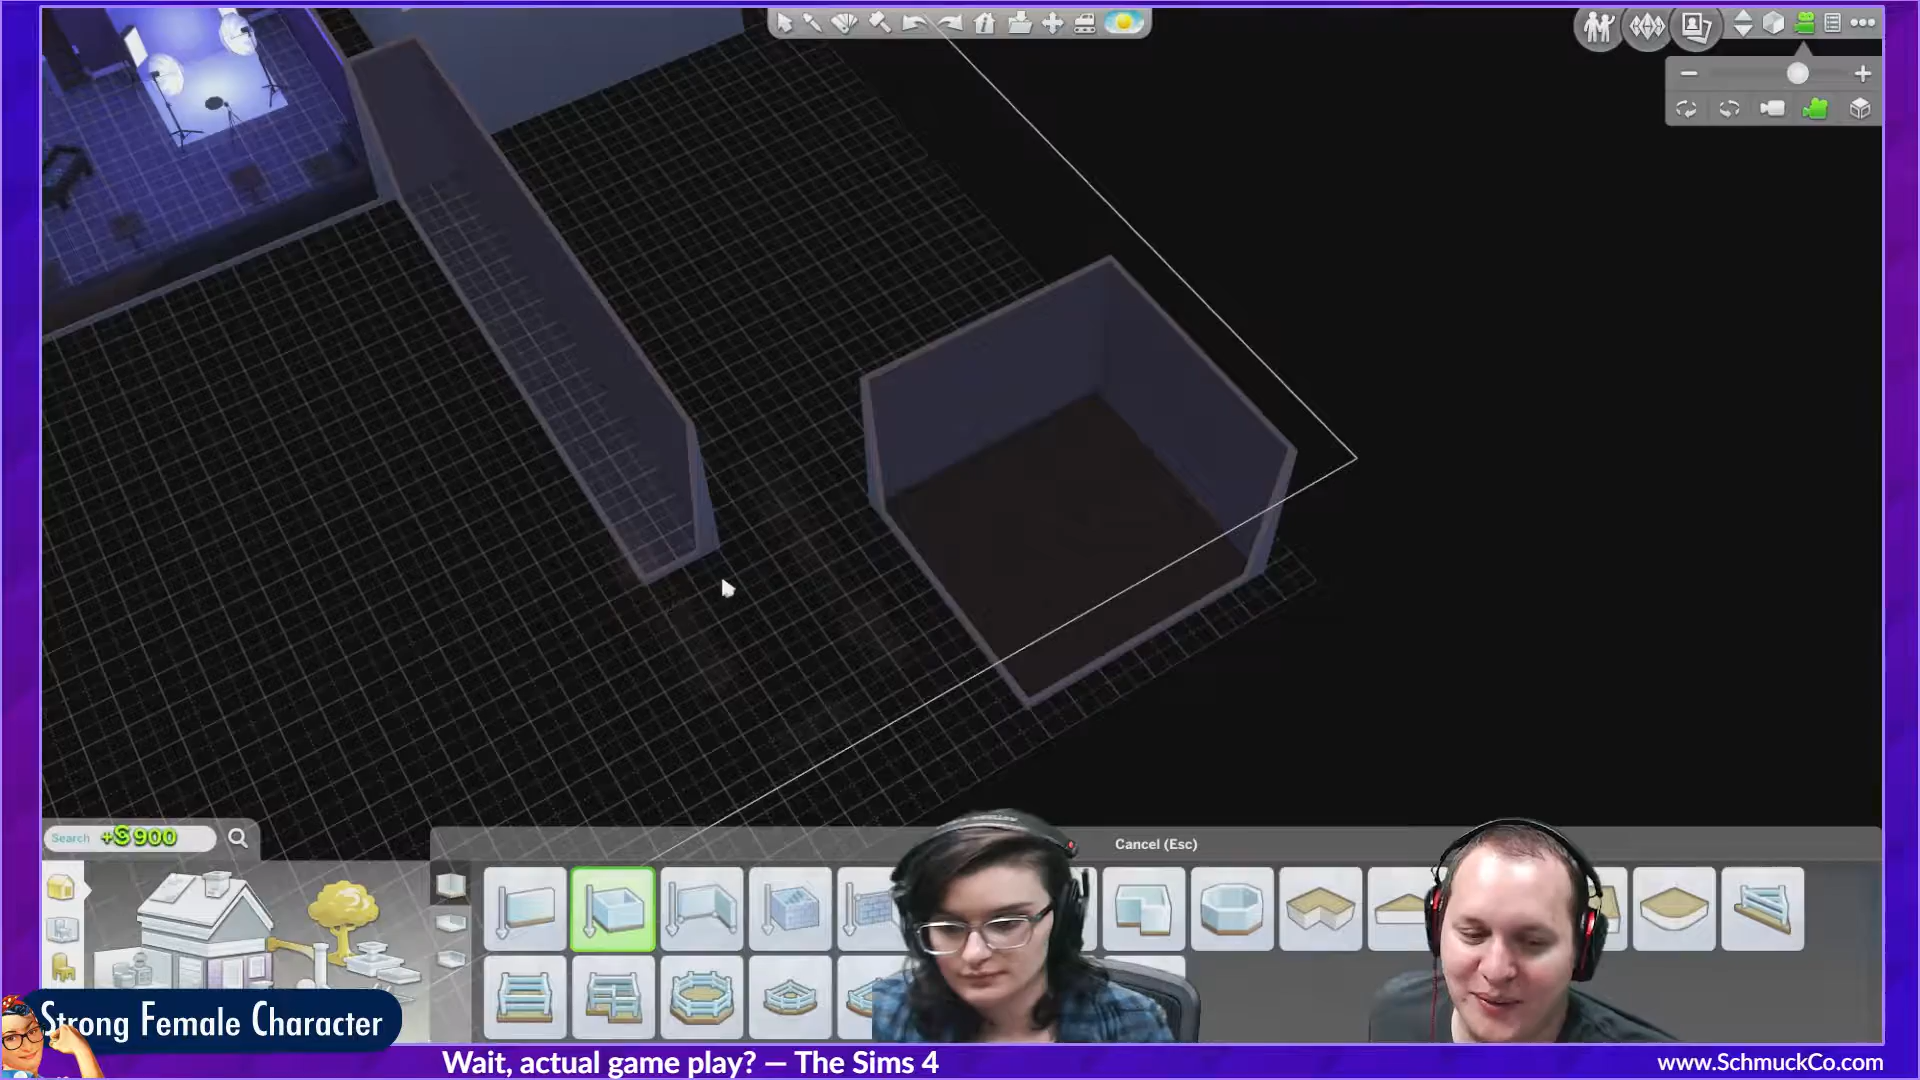 Search +§900
Cancel (Esc)
Strong Female Character
Wait, actual game play? — The Sims 4
www.SchmuckCo.com